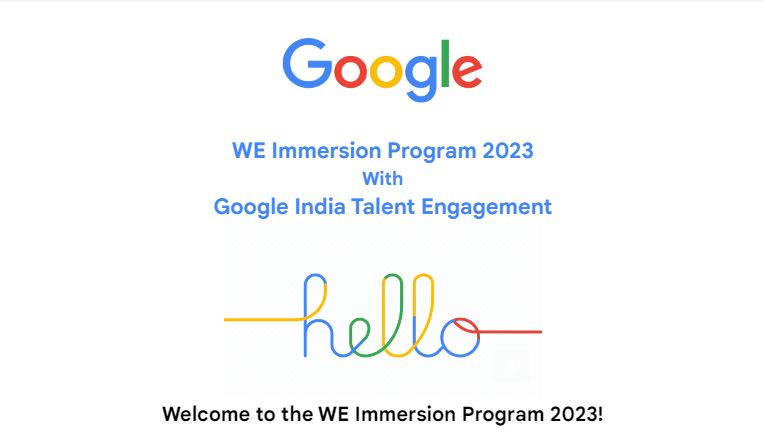 Google
WE Immersion Program 2023
With
Google India Talent Engagement
hello
Welcome to the WE Immersion Program 2023!